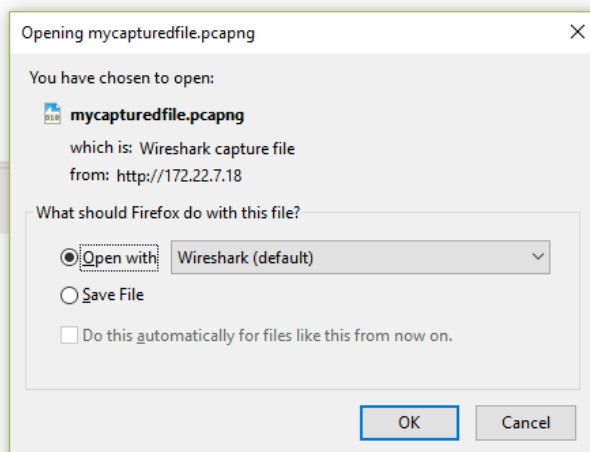 Opening mycapturedfile.pcapng
You have chosen to open:
mycapturedfile.pcapng
which is: Wireshark capture file
from: http://172.22.7.18
What should Firefox do with this file?
Open with Wireshark (default)
Save File
Do this automatically for files like this from now on.
OK Cancel